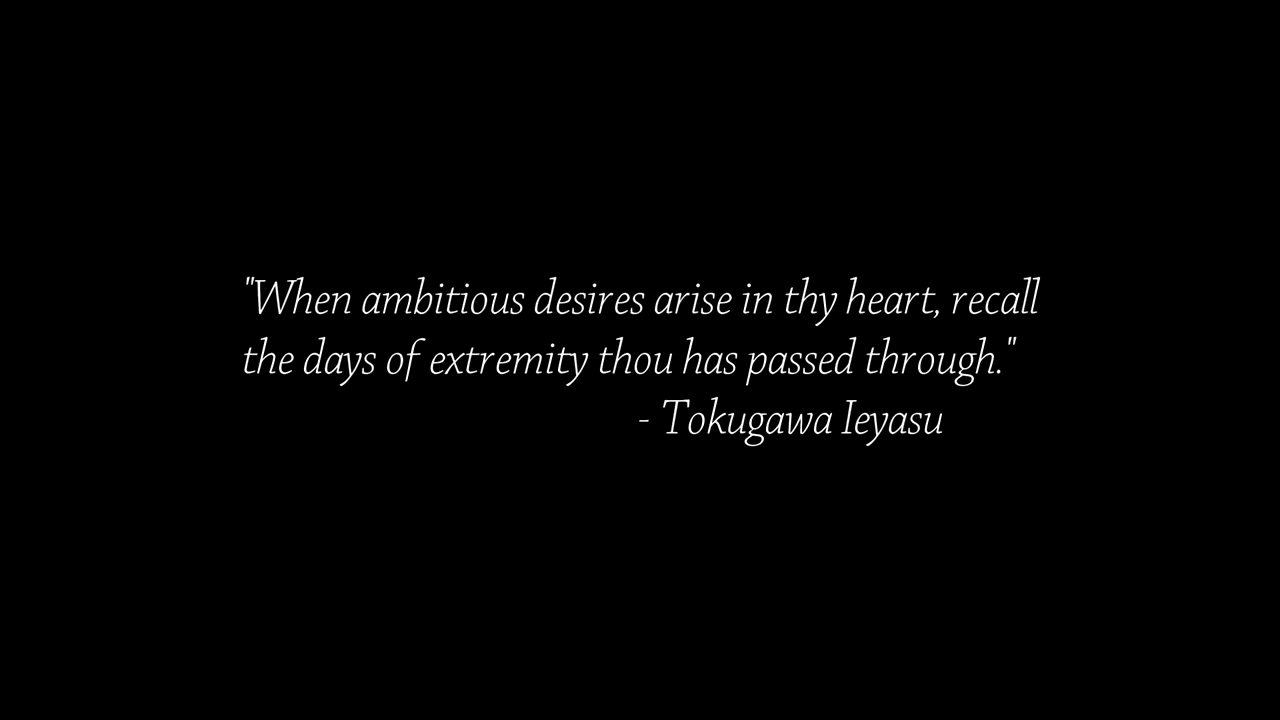 "When ambitious desires arise in thy heart, recall
the days of extremity thou has passed through."
- Tokugawa Ieyasu